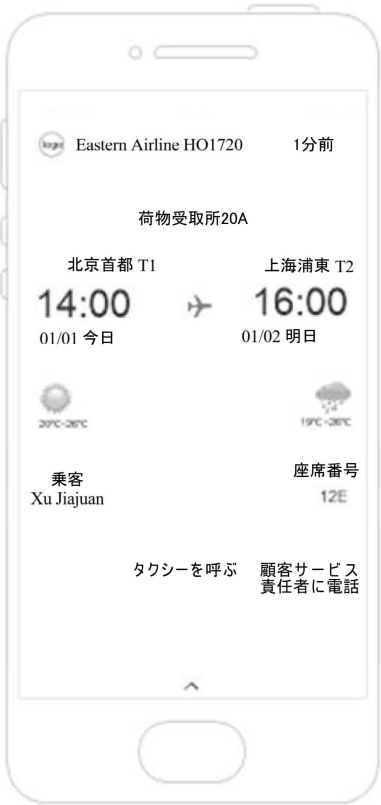 logo
Eastern Airline HO1720 1分前
荷物受取所20A
北京首都 T1 上海浦東 T2
14:00 16:00
01/01 今日 01/02 明日
20℃-26℃ 19℃-26℃
乗客 座席番号
Xu Jiajuan 12E
タクシーを呼ぶ 顧客サービス
責任者に電話